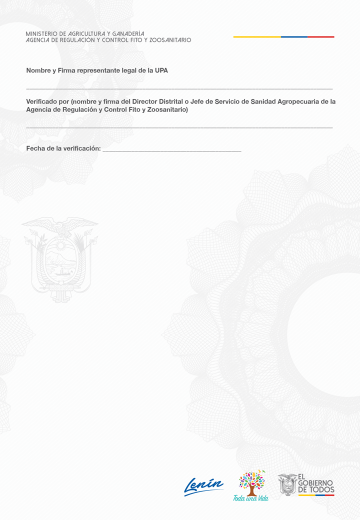 MINISTERIO DE AGRICULTURA Y GANADERÍA
AGENCIA DE REGULACIÓN Y CONTROL FITO Y ZOOSANITARIO
Nombre y Firma representante legal de la UPA
Verificado por (nombre y firma del Director Distrital o Jefe de Servicio de Sanidad Agropecuaria de la
Agencia de Regulación y Control Fito y Zoosanitario)
Fecha de la verificación:
Lenín
Toda una Vida
EL
GOBIERNO
DE TODOS